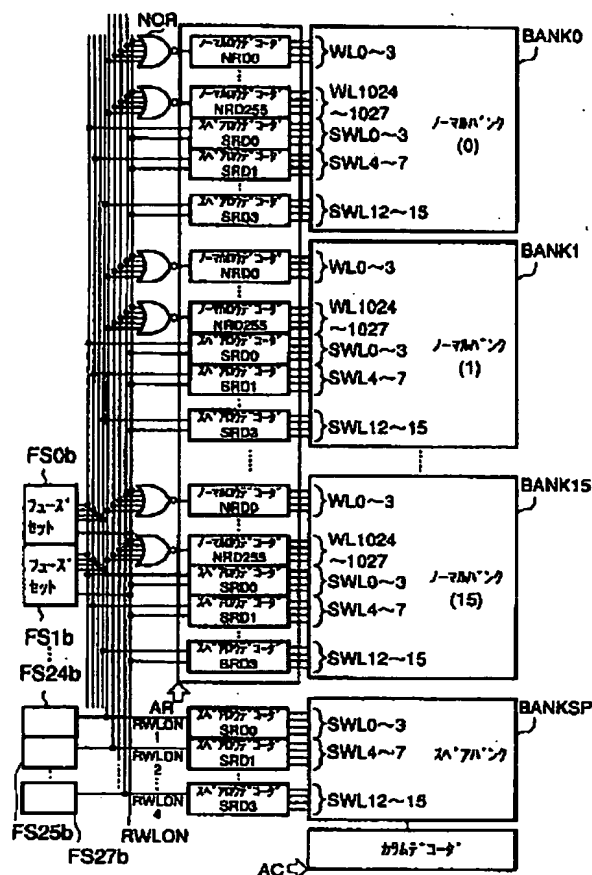 NOR
ノーマルロウデコーダ
NRD0
WL0～3
BANK0
ノーマルロウデコーダ
NRD255
WL1024
～1027
ノーマルバンク
(0)
スペアロウデコーダ
SRD0
SWL0～3
スペアロウデコーダ
SRD1
SWL4～7
スペアロウデコーダ
SRD3
SWL12～15
BANK1
ノーマルロウデコーダ
NRD0
WL0～3
ノーマルロウデコーダ
NRD255
WL1024
～1027
ノーマルバンク
(1)
スペアロウデコーダ
SRD0
SWL0～3
スペアロウデコーダ
SRD1
SWL4～7
スペアロウデコーダ
SRD3
SWL12～15
FS0b
BANK15
フューズ
セット
ノーマルロウデコーダ
NRD0
WL0～3
フューズ
セット
ノーマルロウデコーダ
NRD255
WL1024
～1027
ノーマルバンク
(15)
スペアロウデコーダ
SRD0
SWL0～3
FS1b
スペアロウデコーダ
SRD1
SWL4～7
FS24b
スペアロウデコーダ
SRD3
SWL12～15
AR
BANKSP
RWLON
1
スペアロウデコーダ
SRD0
SWL0～3
RWLON
2
スペアロウデコーダ
SRD1
SWL4～7
スペアバンク
RWLON
4
スペアロウデコーダ
SRD3
SWL12～15
FS25b
RWLON
FS27b
カラムデコーダ
AC